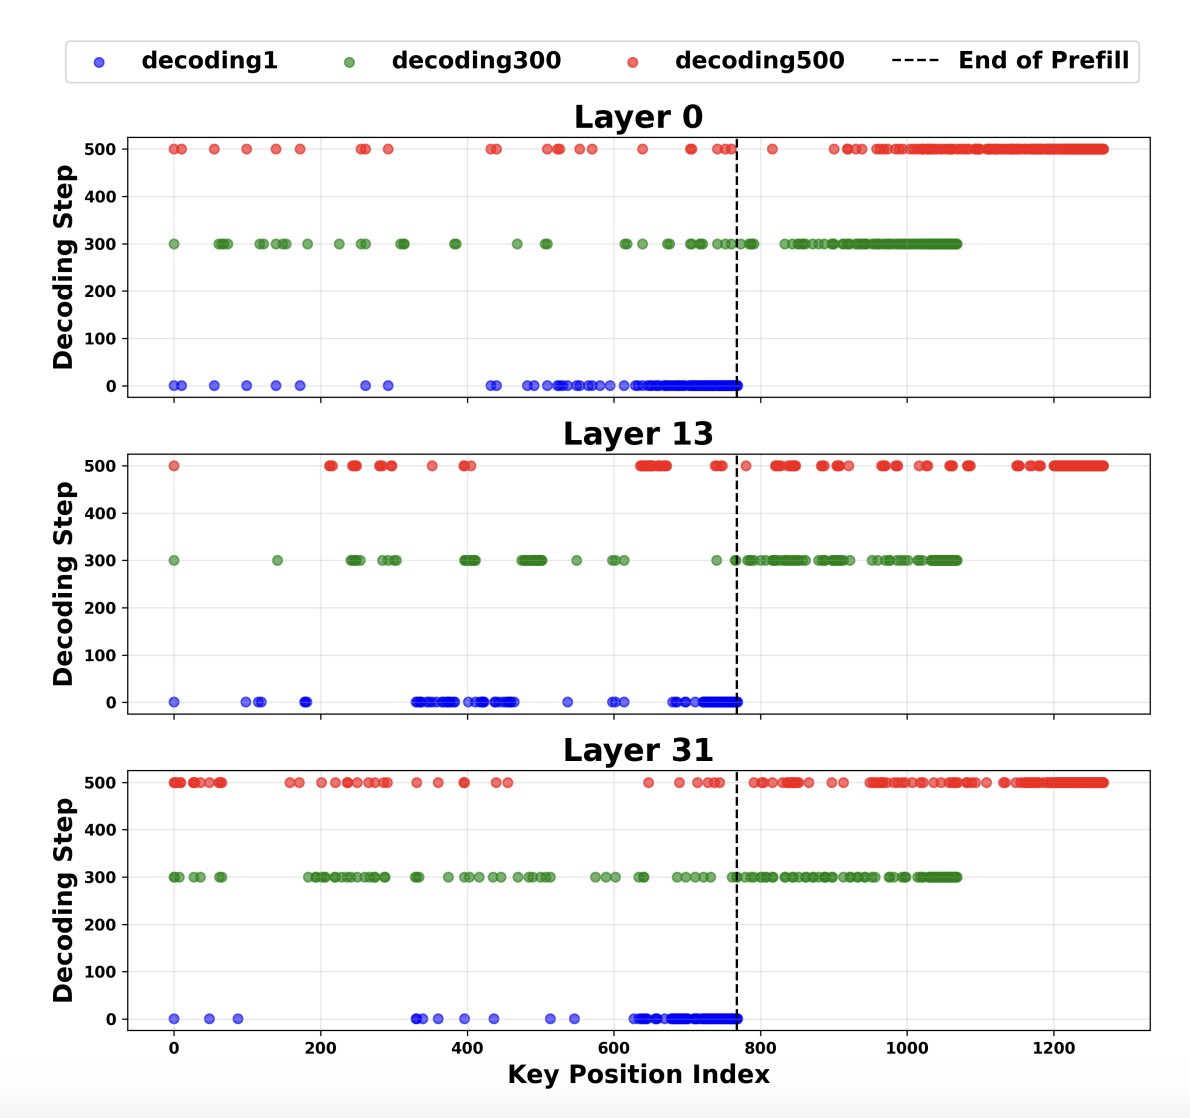 decoding1 decoding300 decoding500 End of Prefill
Layer 0
Decoding Step
500
400
300
200
100
0
Layer 13
Decoding Step
500
400
300
200
100
0
Layer 31
Decoding Step
500
400
300
200
100
0
0 200 400 600 800 1000 1200
Key Position Index